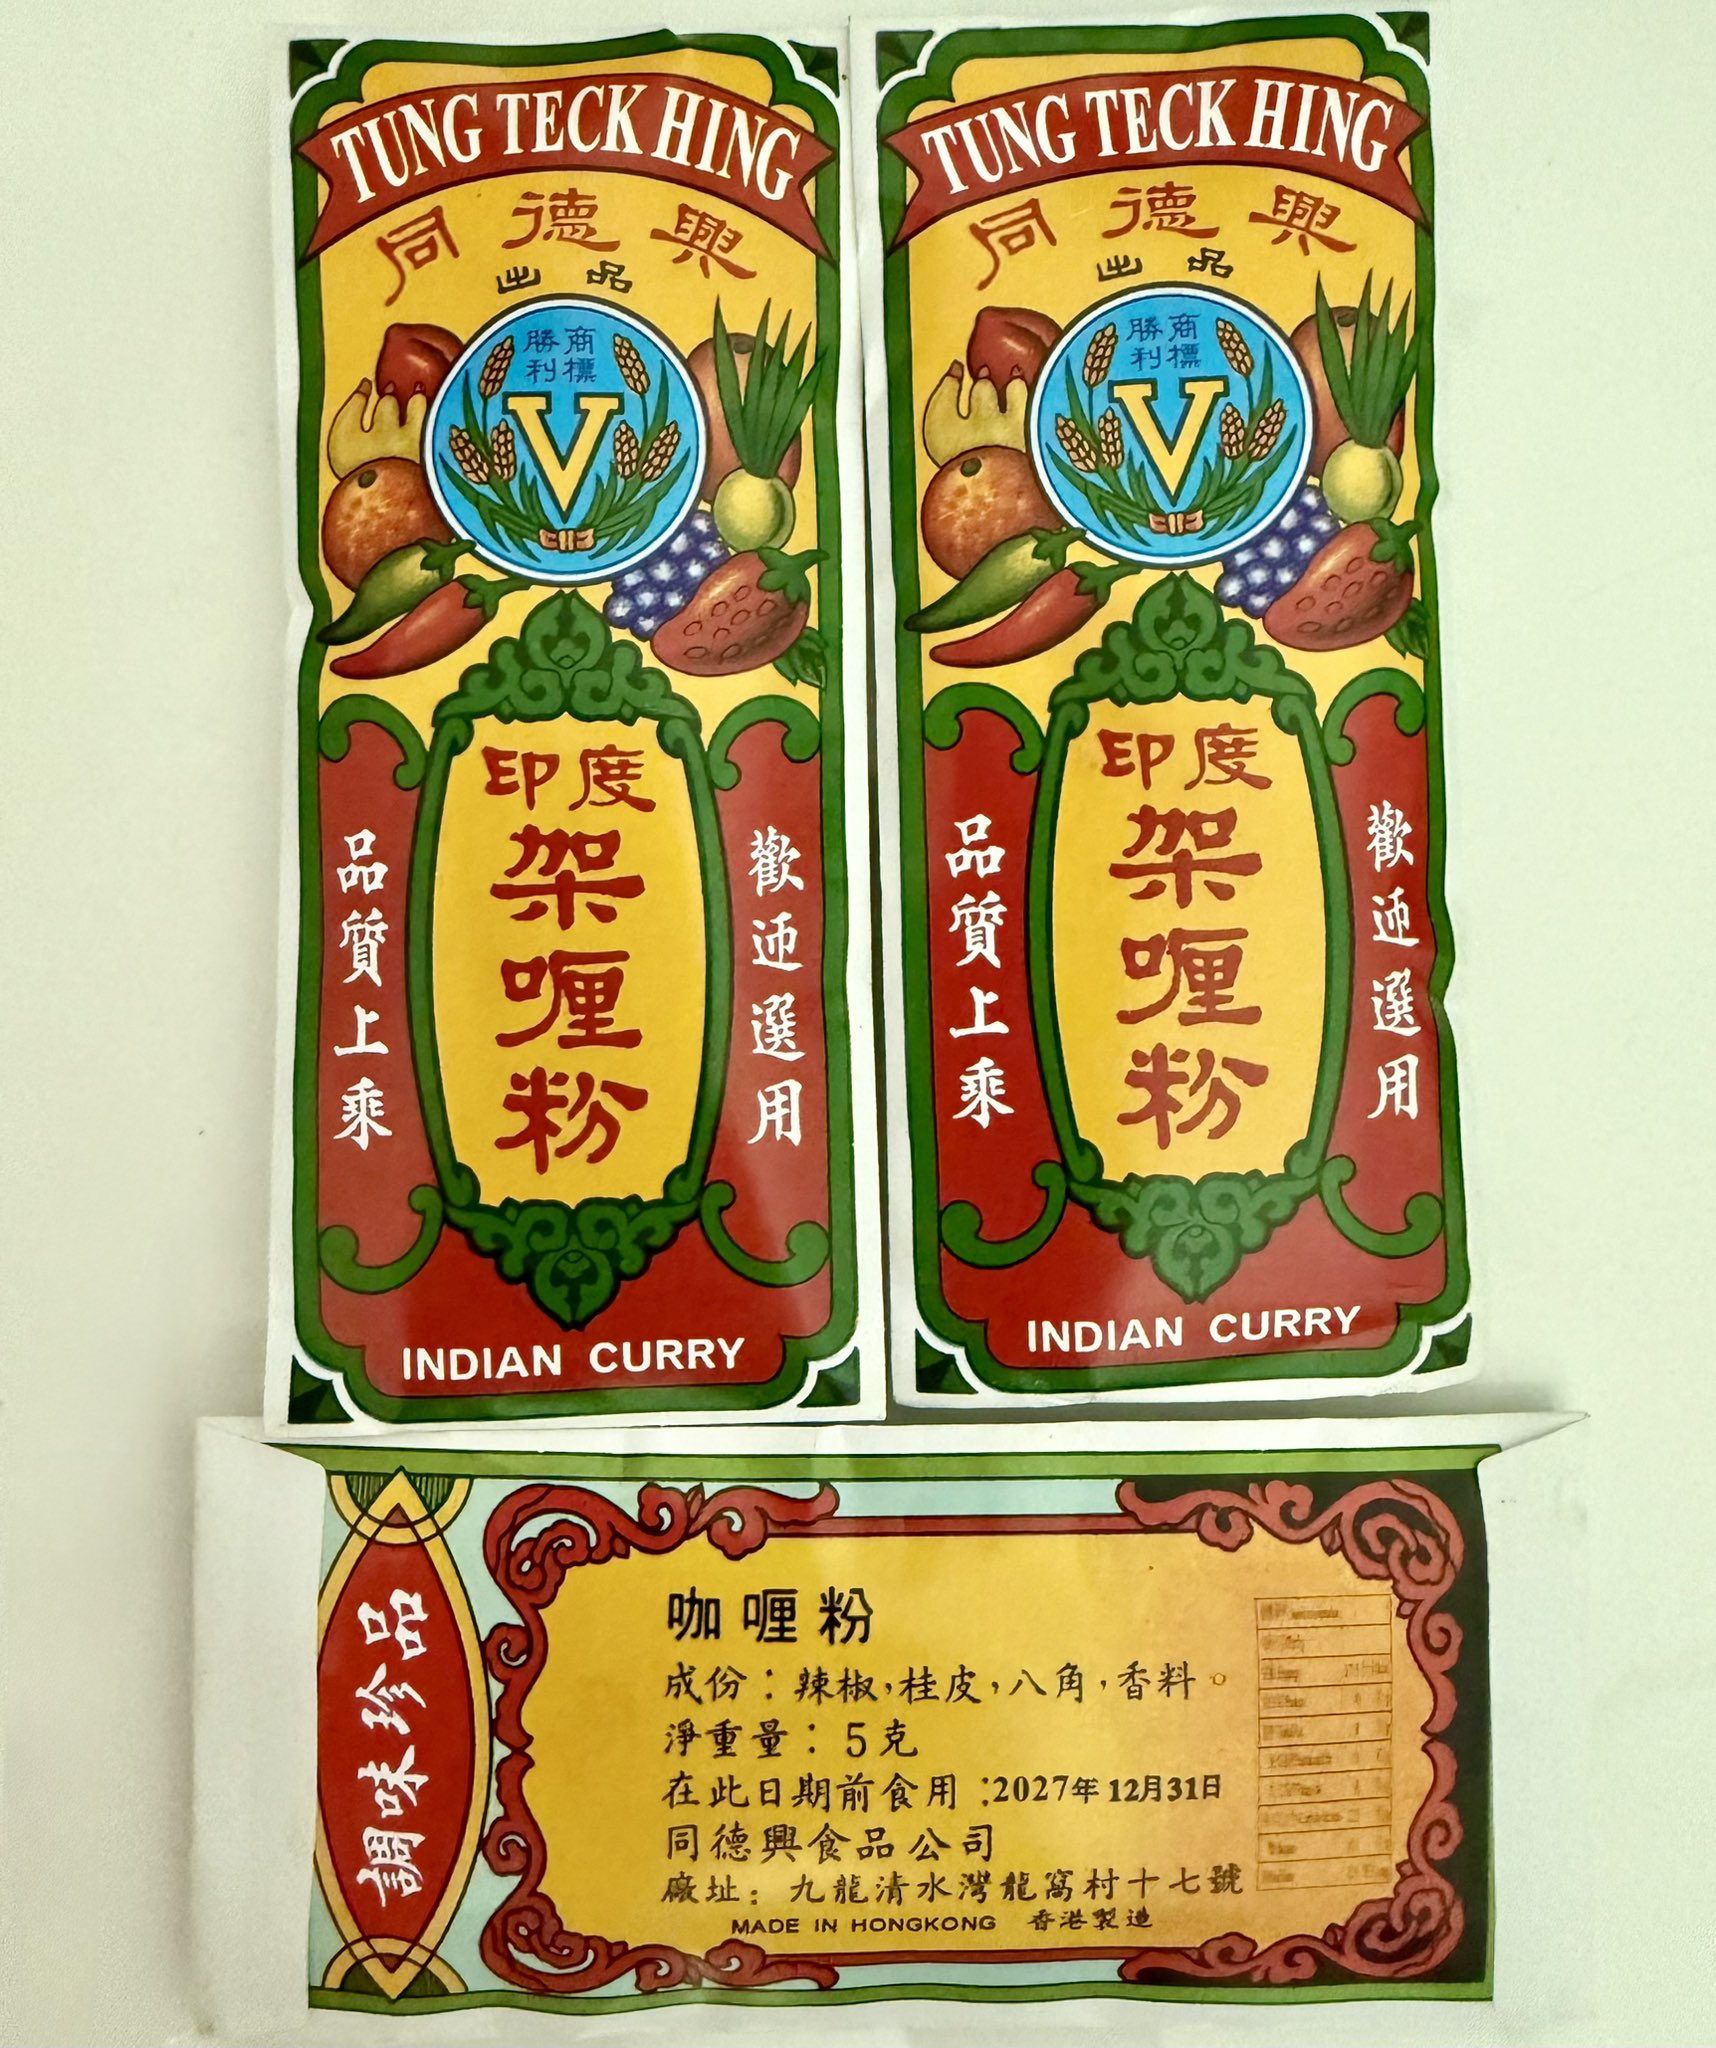 TUNG TECK HING
同德興
出品
商標
勝利
V
印度
架喱粉
品質上乘
歡迎選用
INDIAN CURRY
TUNG TECK HING
同德興
出品
商標
勝利
V
印度
架喱粉
品質上乘
歡迎選用
INDIAN CURRY
調味珍品
咖喱粉
成份：辣椒，桂皮，八角，香料。
淨重量：5克
在此日期前食用：2027年12月31日
同德興食品公司
廠址：九龍清水灣龍窩村十七號
MADE IN HONGKONG 香港製造